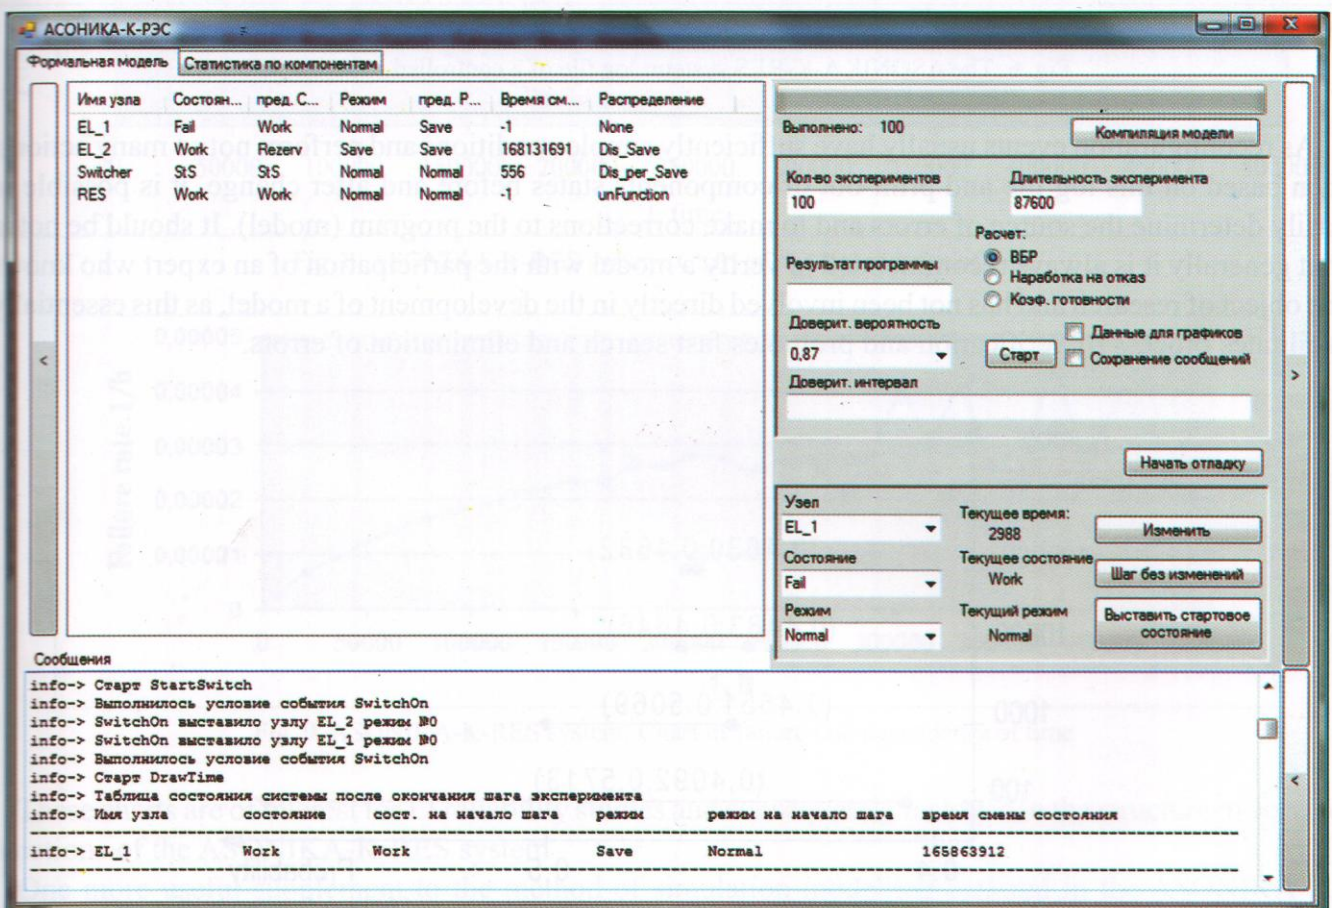 АСОНИКА-К-РЭС
Формальная модель Статистика по компонентам
Имя узла Состоян... пред. С... Режим пред. Р... Время см... Распределение
EL_1 Fail Work Normal Save -1 None
EL_2 Work Rezerv Save Save 168131691 Dis_Save
Switcher StS StS Normal Normal 556 Dis_per_Save
RES Work Work Normal Normal -1 unFunction
Выполнено: 100
Компиляция модели
Кол-во экспериментов Длительность эксперимента
100 87600
Расчет:
ВБР
Результат программы
Наработка на отказ
Коэф. готовности
Доверит. вероятность
Данные для графиков
0,87 Старт Сохранение сообщений
Доверит. интервал
Начать отладку
Узел
Текущее время:
EL_1 2988 Изменить
Состояние Текущее состояние
Fail Work Шаг без изменений
Режим Текущий режим
Normal Normal Выставить стартовое
состояние
Сообщения
info-> Старт StartSwitch
info-> Выполнилось условие события SwitchOn
info-> SwitchOn выставило узлу EL_2 режим №0
info-> SwitchOn выставило узлу EL_1 режим №0
info-> Выполнилось условие события SwitchOn
info-> Старт DrawTime
info-> Таблица состояния системы после окончания шага эксперимента
info-> Имя узла состояние сост. на начало шага режим режим на начало шага время смены состояния
info-> EL_1 Work Work Save Normal 165863912